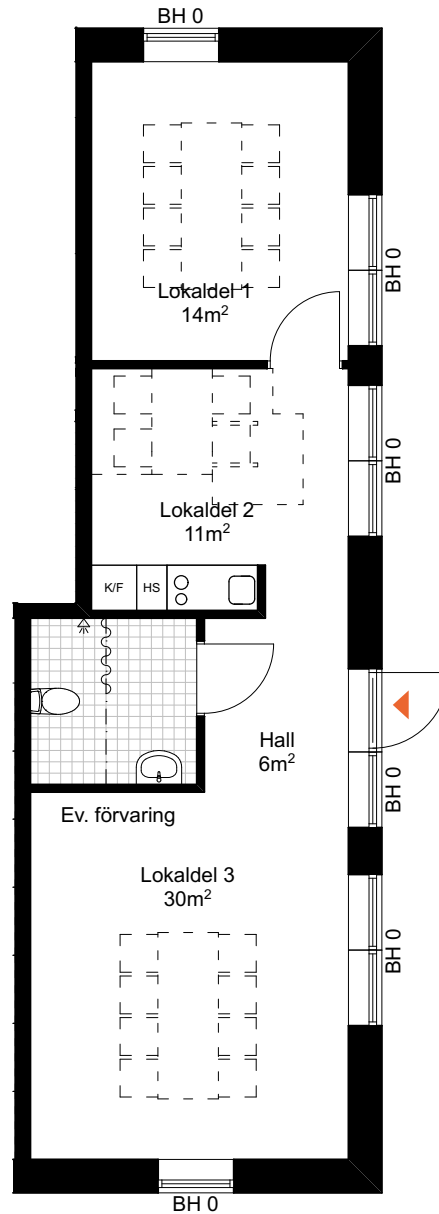 BH 0
Lokaldel 1
14m²
BH 0
BH 0
Lokaldel 2
11m²
K/F
HS
Hall
6m²
BH 0
Ev. förvaring
Lokaldel 3
30m²
BH 0
BH 0